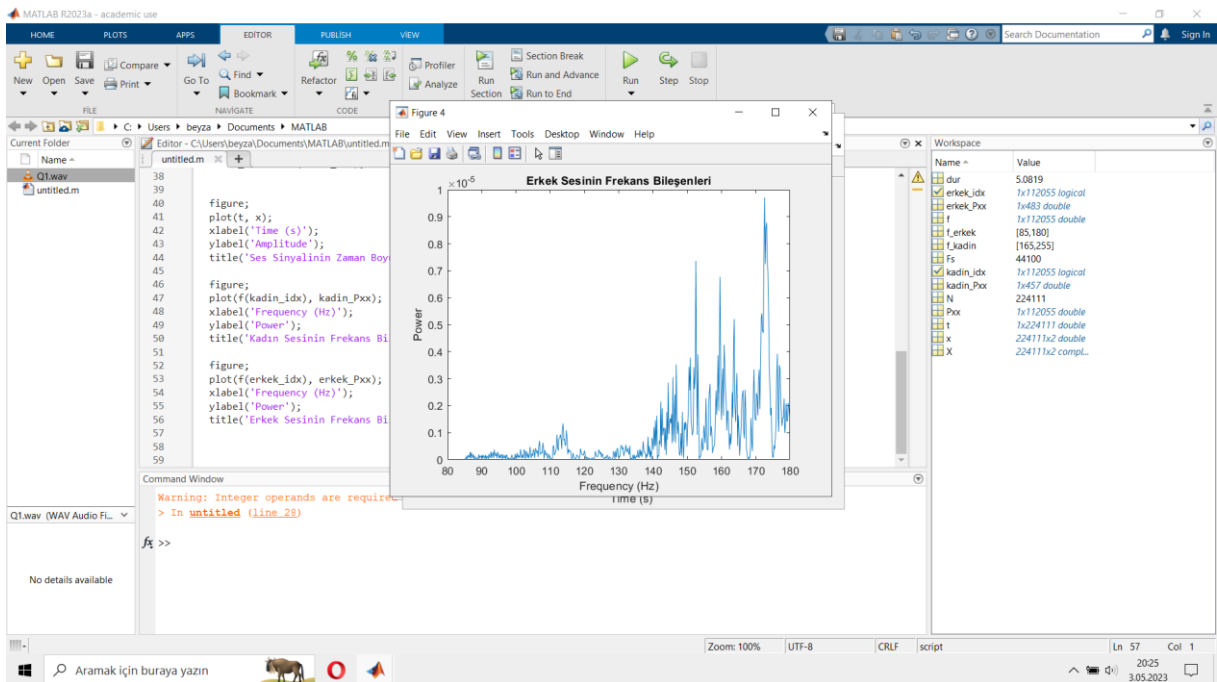 MATLAB R2023a - academic use
HOME PLOTS APPS EDITOR PUBLISH VIEW
Search Documentation Sign In
New Open Save Compare Print
FILE
Go To Find Bookmark
NAVIGATE
Refactor
CODE
Profiler
Analyze
Run Section
Section Break
Run and Advance
Run to End
Run Step Stop
C: Users beyza Documents MATLAB
Current Folder
Name
Q1.wav
untitled.m
Q1.wav (WAV Audio Fi...
No details available
Editor - C:\Users\beyza\Documents\MATLAB\untitled.m
untitled.m
38
39
40 figure;
41 plot(t, x);
42 xlabel('Time (s)');
43 ylabel('Amplitude');
44 title('Ses Sinyalinin Zaman Boy
45
46 figure;
47 plot(f(kadin_idx), kadin_Pxx);
48 xlabel('Frequency (Hz)');
49 ylabel('Power');
50 title('Kadın Sesinin Frekans Bi
51
52 figure;
53 plot(f(erkek_idx), erkek_Pxx);
54 xlabel('Frequency (Hz)');
55 ylabel('Power');
56 title('Erkek Sesinin Frekans Bi
57
58
59
Command Window
Warning: Integer operands are require
> In untitled (line 28)
fx >>
Figure 4
File Edit View Insert Tools Desktop Window Help
×10-5
Erkek Sesinin Frekans Bileşenleri
1
0.9
0.8
0.7
0.6
0.5
0.4
0.3
0.2
0.1
0
Power
80 90 100 110 120 130 140 150 160 170 180
Frequency (Hz)
Time (s)
Workspace
Name Value
dur 5.0819
erkek_idx 1x112055 logical
erkek_Pxx 1x483 double
f 1x112055 double
f_erkek [85,180]
f_kadin [165,255]
Fs 44100
kadin_idx 1x112055 logical
kadin_Pxx 1x457 double
N 224111
Pxx 1x112055 double
t 1x224111 double
x 224111x2 double
X 224111x2 compl...
Zoom: 100% UTF-8 CRLF script Ln 57 Col 1
Aramak için buraya yazın
20:25
3.05.2023